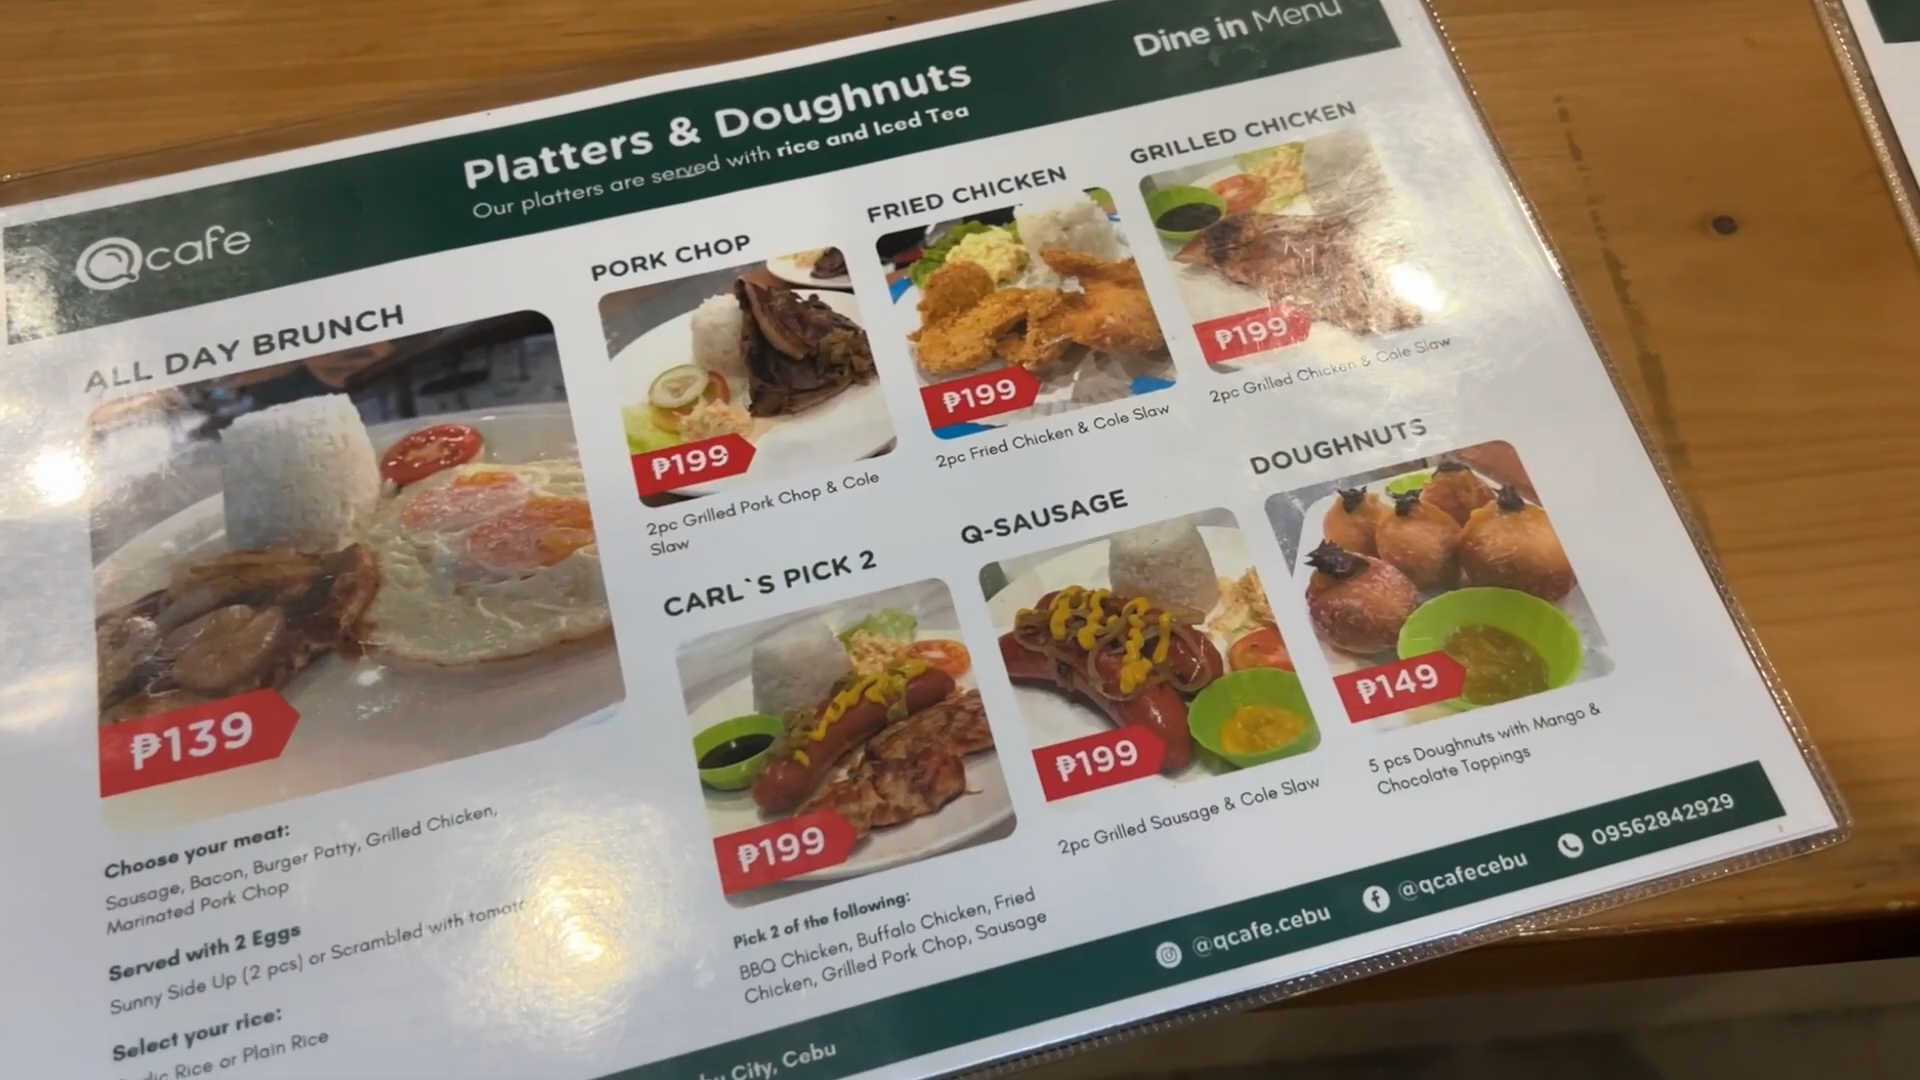 Dine in Menu
Platters & Doughnuts
Our platters are served with rice and Iced Tea
Qcafe
ALL DAY BRUNCH
₱139
Choose your meat:
Sausage, Bacon, Burger Patty, Grilled Chicken,
Marinated Pork Chop
Served with 2 Eggs
Sunny Side Up (2 pcs) or Scrambled with
Select your rice:
Rice or Plain Rice
PORK CHOP
₱199
2pc Grilled Pork Chop & Cole
Slaw
FRIED CHICKEN
₱199
2pc Fried Chicken & Cole Slaw
GRILLED CHICKEN
₱199
2pc Grilled Chicken & Cole Slaw
CARL`S PICK 2
₱199
Pick 2 of the following:
BBQ Chicken, Buffalo Chicken, Fried
Chicken, Grilled Pork Chop, Sausage
Q-SAUSAGE
₱199
2pc Grilled Sausage & Cole Slaw
DOUGHNUTS
₱149
5 pcs Doughnuts with Mango &
Chocolate Toppings
City, Cebu
@qcafe.cebu
@qcafecebu
09562842929